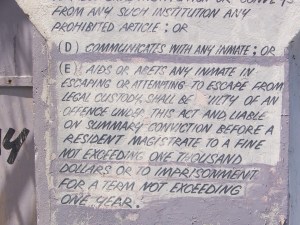 FROM ANY SUCH INSTITUTION ANY
PROHIBITED ARTICLE; OR
(D) COMMUNICATES WITH ANY INMATE; OR
(E) AIDS OR ABETS ANY INMATE IN
ESCAPING OR ATTEMPTING TO ESCAPE FROM
LEGAL CUSTODY, SHALL BE UILTY OF AN
OFFENCE UNDER THIS ACT AND LIABLE
ON SUMMARY CONVICTION BEFORE A
RESIDENT MAGISTRATE TO A FINE
NOT EXCEEDING ONE THOUSAND
DOLLARS OR TO IMPRISONMENT
FOR A TERM NOT EXCEEDING
ONE YEAR.